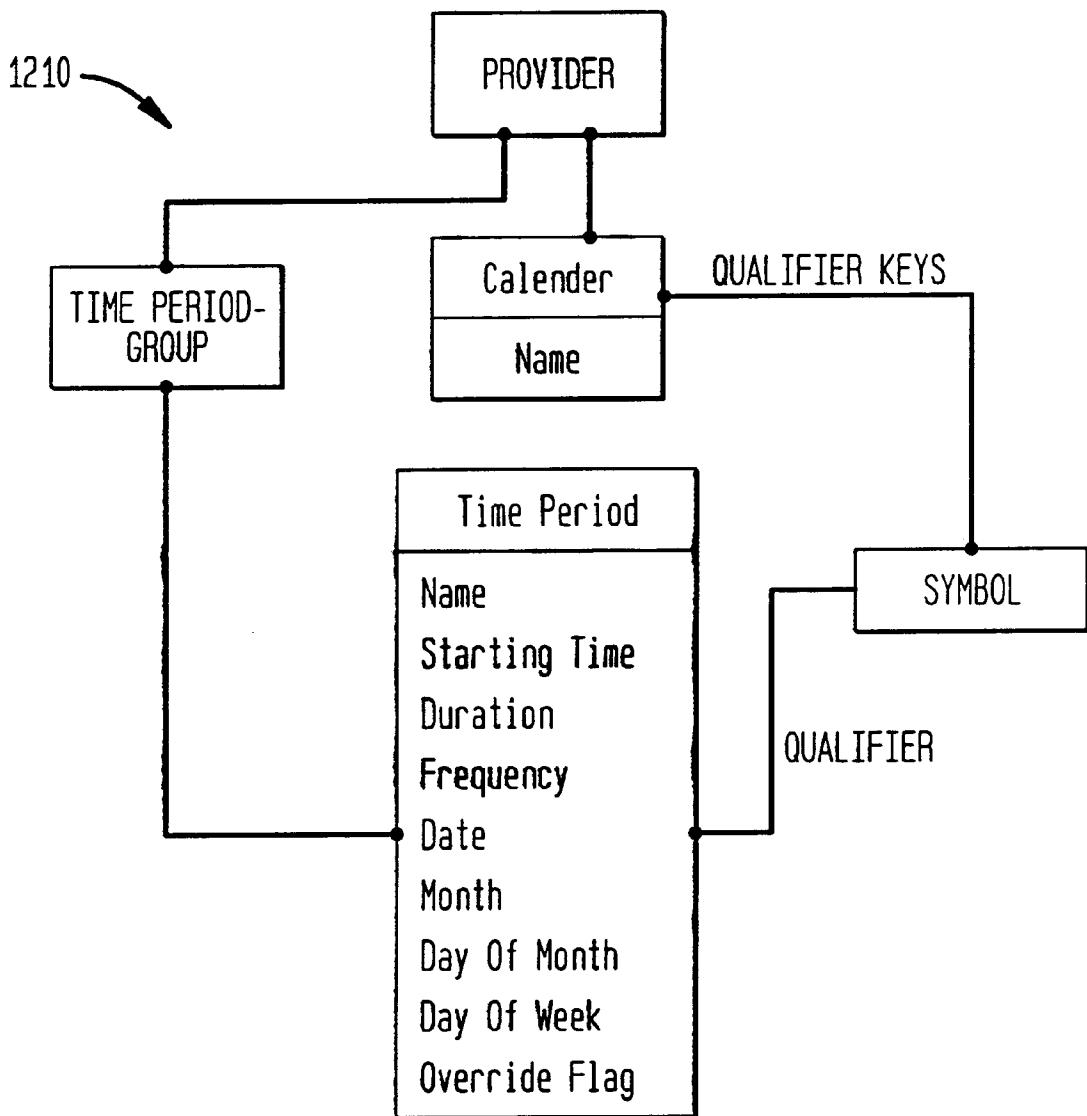 1210
PROVIDER
Calender
QUALIFIER KEYS
TIME PERIOD-
GROUP
Name
Time Period
Name
SYMBOL
Starting Time
Duration
QUALIFIER
Frequency
Date
Month
Day Of Month
Day Of Week
Override Flag